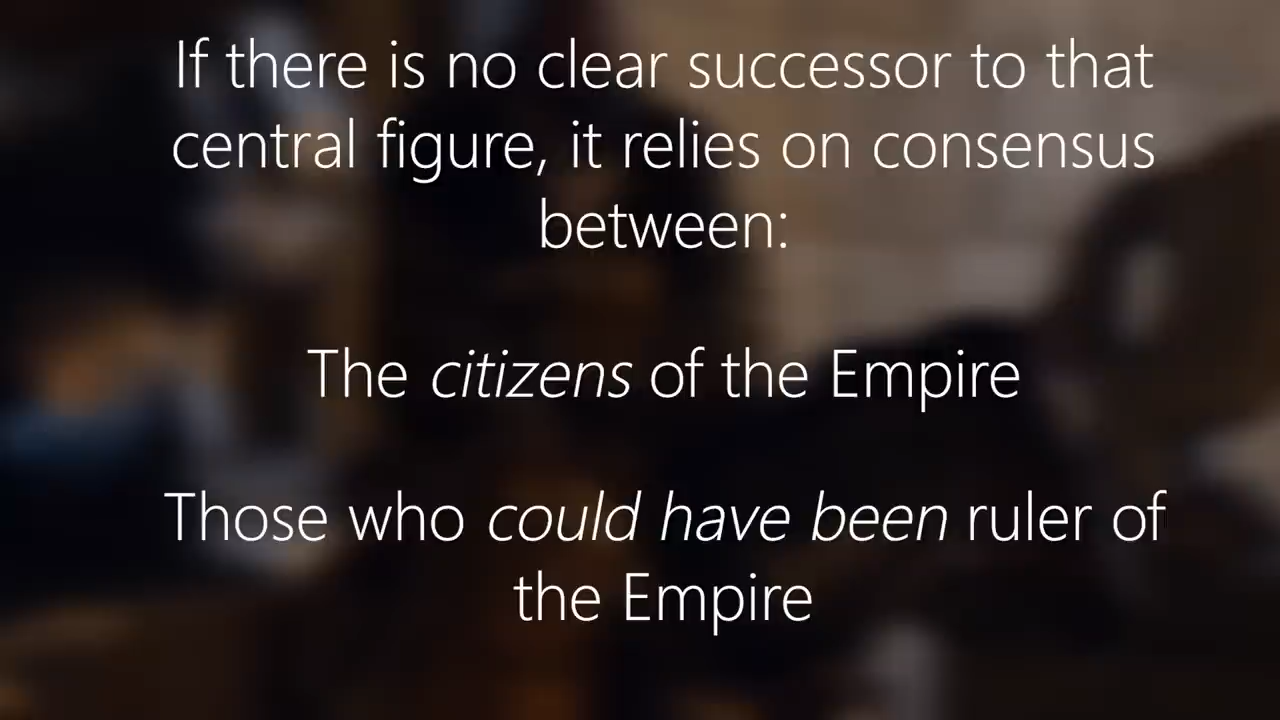 If there is no clear successor to that
central figure, it relies on consensus
between:
The citizens of the Empire
Those who could have been ruler of
the Empire